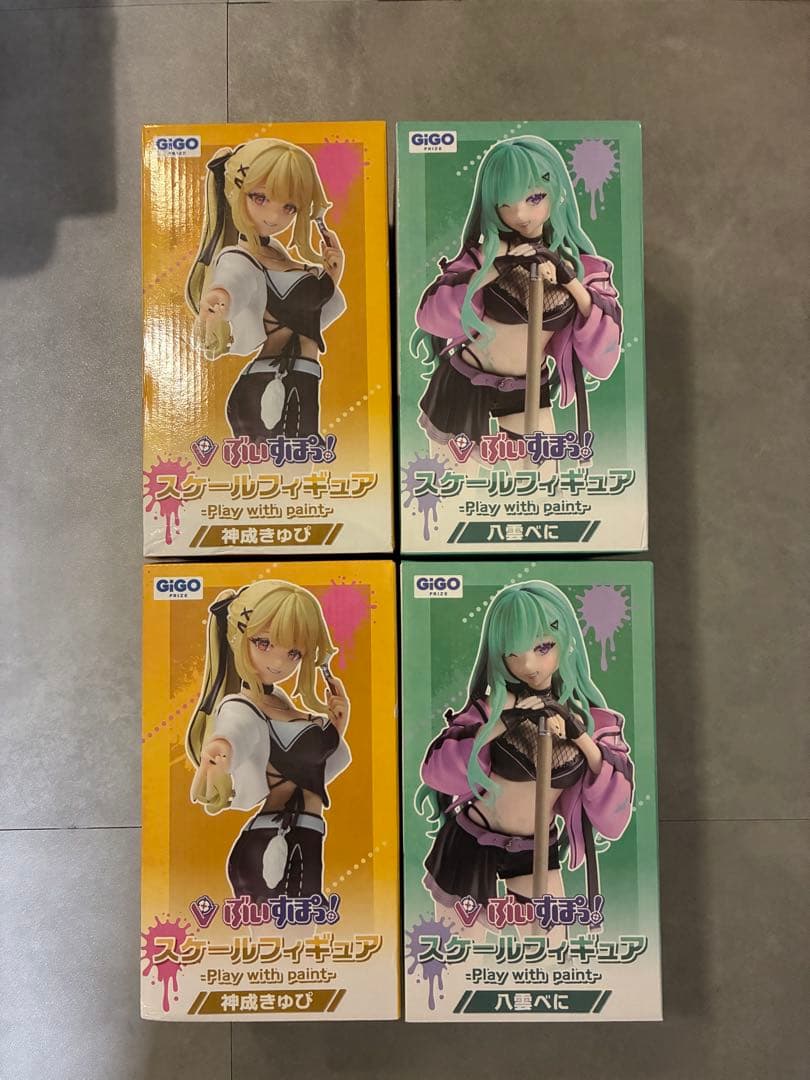 GiGO
PRIZE
ぶいすぽっ!
スケールフィギュア
-Play with paint-
神成きゅぴ
GiGO
PRIZE
ぶいすぽっ!
スケールフィギュア
-Play with paint-
八雲べに
GiGO
PRIZE
ぶいすぽっ!
スケールフィギュア
-Play with paint-
神成きゅぴ
GiGO
PRIZE
ぶいすぽっ!
スケールフィギュア
-Play with paint-
八雲べに